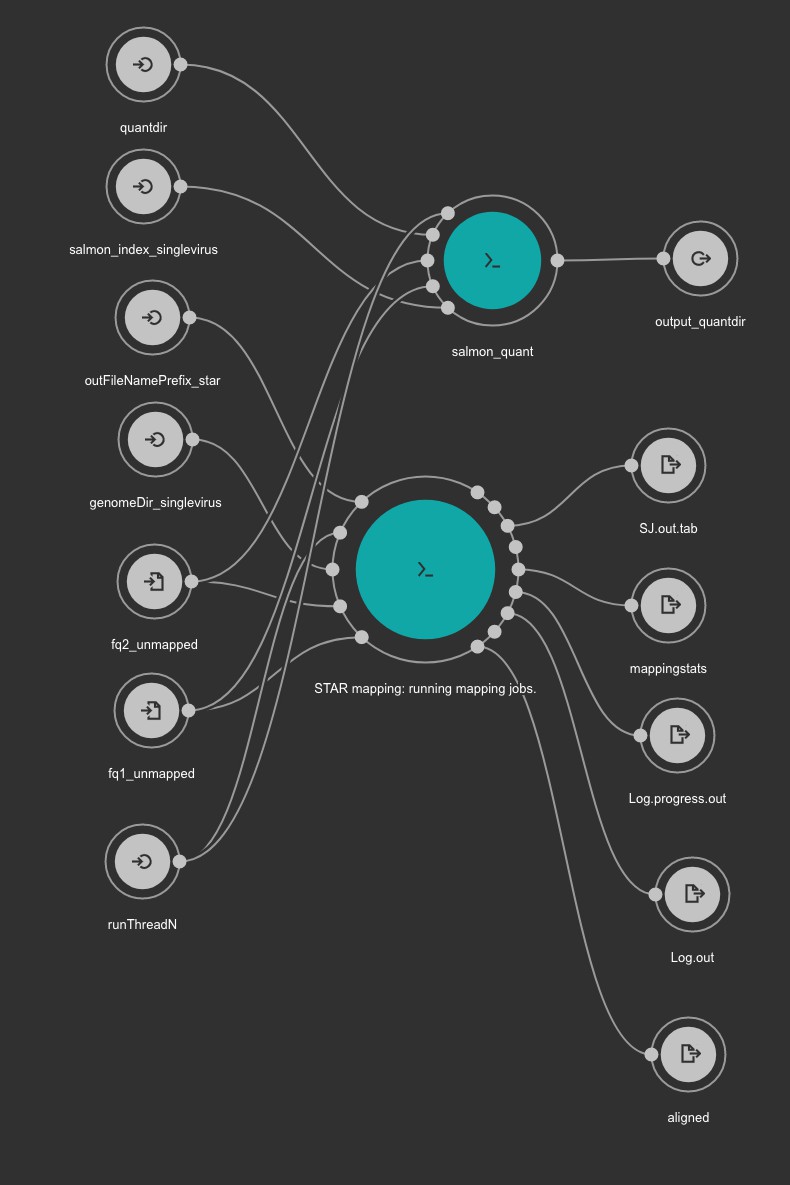 quantdir
salmon_index_singlevirus
outFileNamePrefix_star
genomeDir_singlevirus
fq2_unmapped
fq1_unmapped
runThreadN
salmon_quant
STAR mapping: running mapping jobs.
output_quantdir
SJ.out.tab
mappingstats
Log.progress.out
Log.out
aligned